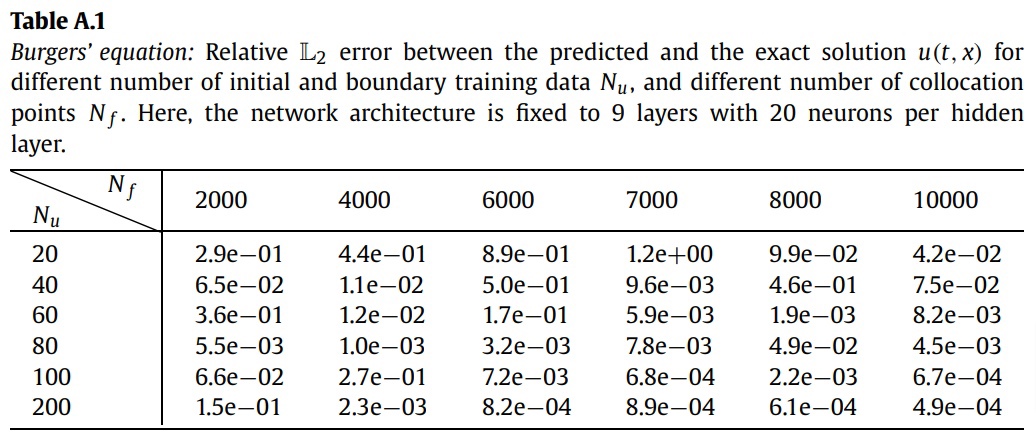 Table A.1
Burgers’ equation: Relative 𝕃₂ error between the predicted and the exact solution u(t, x) for
different number of initial and boundary training data Nᵤ, and different number of collocation
points N_f. Here, the network architecture is fixed to 9 layers with 20 neurons per hidden
layer.
N_f 2000 4000 6000 7000 8000 10000
Nᵤ
20 2.9e−01 4.4e−01 8.9e−01 1.2e+00 9.9e−02 4.2e−02
40 6.5e−02 1.1e−02 5.0e−01 9.6e−03 4.6e−01 7.5e−02
60 3.6e−01 1.2e−02 1.7e−01 5.9e−03 1.9e−03 8.2e−03
80 5.5e−03 1.0e−03 3.2e−03 7.8e−03 4.9e−02 4.5e−03
100 6.6e−02 2.7e−01 7.2e−03 6.8e−04 2.2e−03 6.7e−04
200 1.5e−01 2.3e−03 8.2e−04 8.9e−04 6.1e−04 4.9e−04